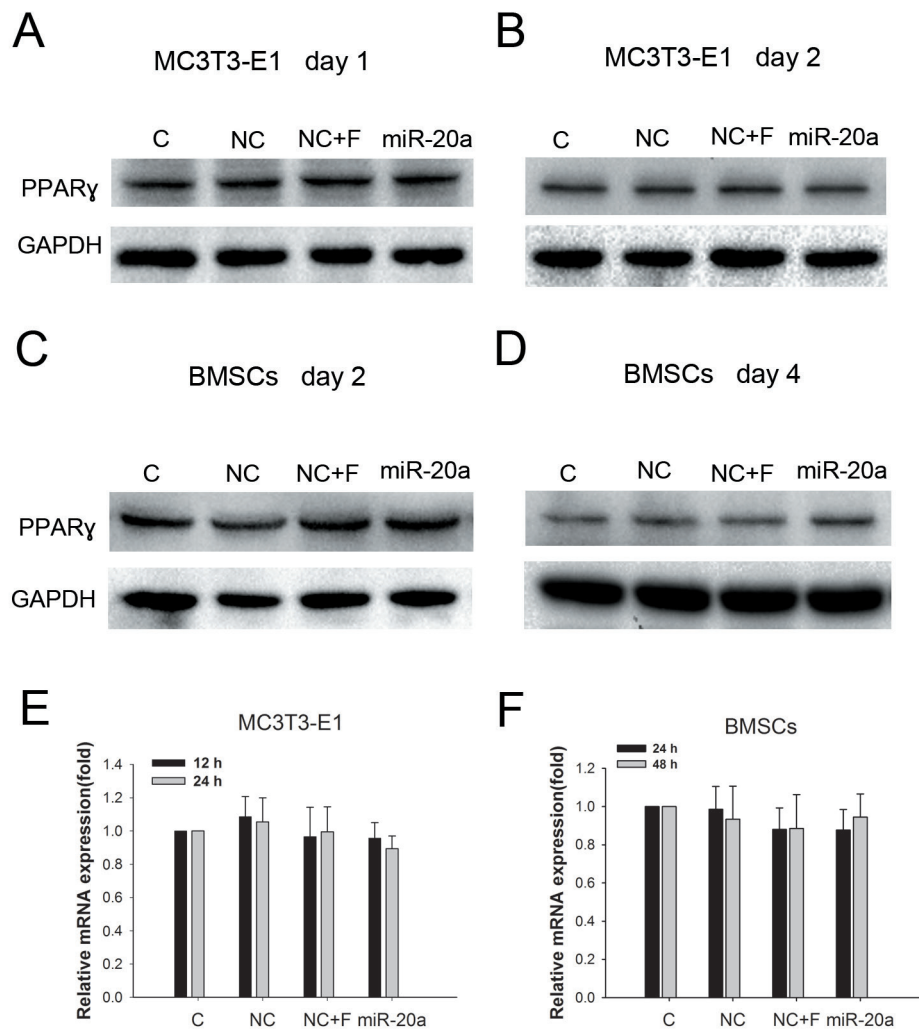 A
MC3T3-E1 day 1
C NC NC+F miR-20a
PPARɣ
GAPDH
B
MC3T3-E1 day 2
C NC NC+F miR-20a
C
BMSCs day 2
C NC NC+F miR-20a
PPARɣ
GAPDH
D
BMSCs day 4
C NC NC+F miR-20a
E
MC3T3-E1
12 h
24 h
Relative mRNA expression(fold)
1.4
1.2
1.0
0.8
0.6
0.4
0.2
0.0
C NC NC+F miR-20a
F
BMSCs
24 h
48 h
Relative mRNA expression(fold)
1.2
1.0
0.8
0.6
0.4
0.2
0.0
C NC NC+F miR-20a